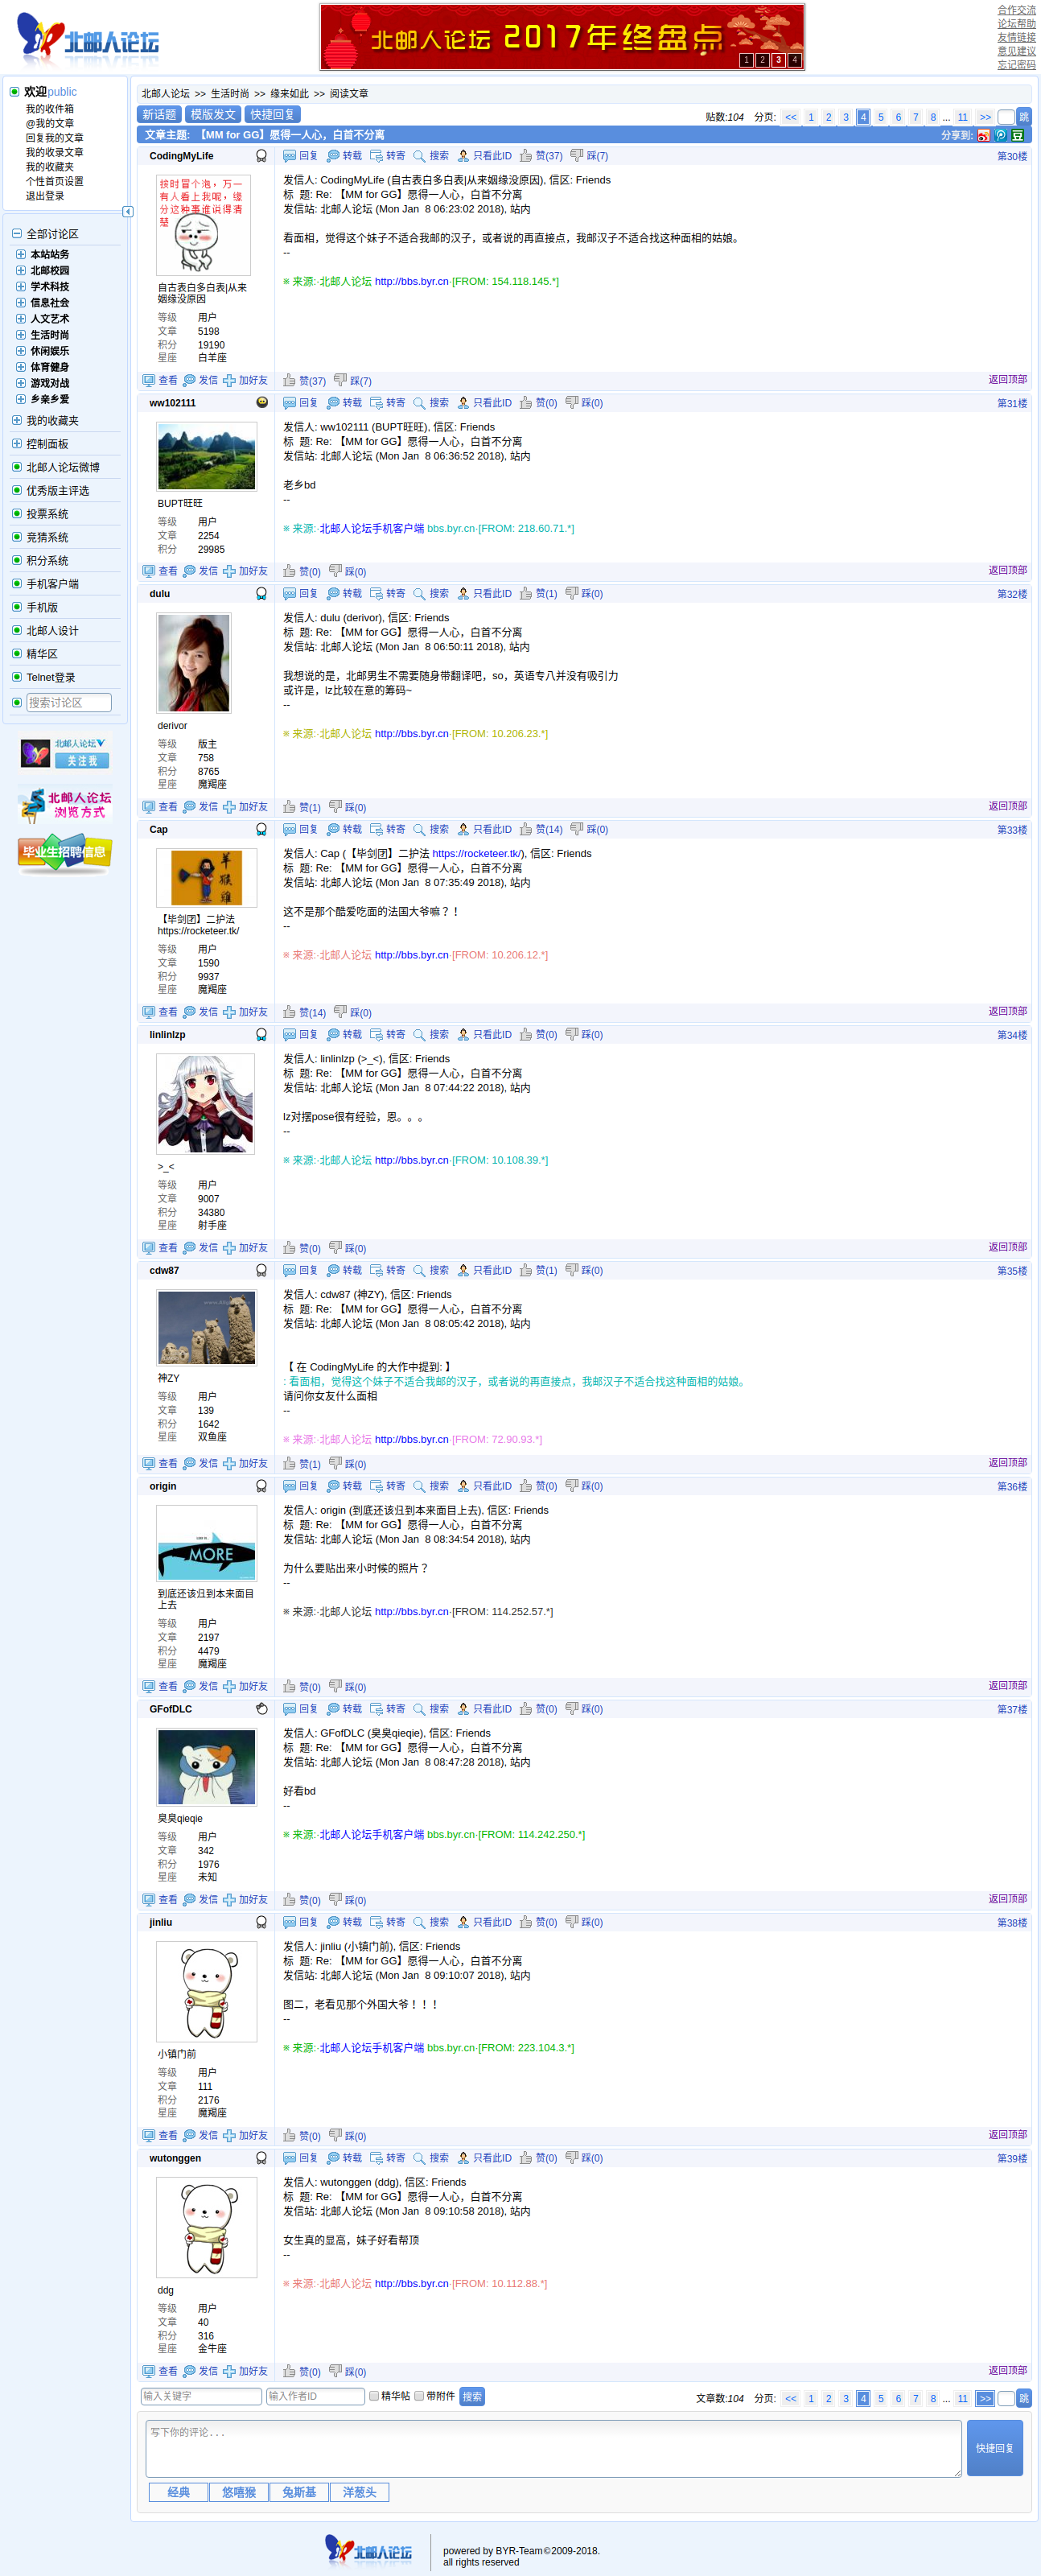 北邮人论坛
北邮人论坛 2017年终盘点
1 2 3 4
合作交流
论坛帮助
友情链接
意见建议
忘记密码
欢迎public
我的收件箱
@我的文章
回复我的文章
我的收录文章
我的收藏夹
个性首页设置
退出登录
全部讨论区
本站站务
北邮校园
学术科技
信息社会
人文艺术
生活时尚
休闲娱乐
体育健身
游戏对战
乡亲乡爱
我的收藏夹
控制面板
北邮人论坛微博
优秀版主评选
投票系统
竞猜系统
积分系统
手机客户端
手机版
北邮人设计
精华区
Telnet登录
搜索讨论区
北邮人论坛
关注我
北邮人论坛
浏览方式
毕业生招聘信息
北邮人论坛 >> 生活时尚 >> 缘来如此 >> 阅读文章
新话题 模版发文 快捷回复
贴数:104 分页: << 1 2 3 4 5 6 7 8 ... 11 >> 跳
文章主题: 【MM for GG】愿得一人心，白首不分离
分享到:
CodingMyLife
回复 转载 转寄 搜索 只看此ID 赞(37) 踩(7)
第30楼
按时冒个泡，万一有人看上我呢，缘分这种事谁说得清楚
自古表白多白表|从来姻缘没原因
等级 用户
文章 5198
积分 19190
星座 白羊座
发信人: CodingMyLife (自古表白多白表|从来姻缘没原因), 信区: Friends
标 题: Re: 【MM for GG】愿得一人心，白首不分离
发信站: 北邮人论坛 (Mon Jan 8 06:23:02 2018), 站内
看面相，觉得这个妹子不适合我邮的汉子，或者说的再直接点，我邮汉子不适合找这种面相的姑娘。
--
※ 来源:·北邮人论坛 http://bbs.byr.cn·[FROM: 154.118.145.*]
查看 发信 加好友 赞(37) 踩(7) 返回顶部
ww102111
回复 转载 转寄 搜索 只看此ID 赞(0) 踩(0)
第31楼
BUPT旺旺
等级 用户
文章 2254
积分 29985
发信人: ww102111 (BUPT旺旺), 信区: Friends
标 题: Re: 【MM for GG】愿得一人心，白首不分离
发信站: 北邮人论坛 (Mon Jan 8 06:36:52 2018), 站内
老乡bd
--
※ 来源:·北邮人论坛手机客户端 bbs.byr.cn·[FROM: 218.60.71.*]
查看 发信 加好友 赞(0) 踩(0) 返回顶部
dulu
回复 转载 转寄 搜索 只看此ID 赞(1) 踩(0)
第32楼
derivor
等级 版主
文章 758
积分 8765
星座 魔羯座
发信人: dulu (derivor), 信区: Friends
标 题: Re: 【MM for GG】愿得一人心，白首不分离
发信站: 北邮人论坛 (Mon Jan 8 06:50:11 2018), 站内
我想说的是，北邮男生不需要随身带翻译吧，so，英语专八并没有吸引力
或许是，lz比较在意的筹码~
--
※ 来源:·北邮人论坛 http://bbs.byr.cn·[FROM: 10.206.23.*]
查看 发信 加好友 赞(1) 踩(0) 返回顶部
Cap
回复 转载 转寄 搜索 只看此ID 赞(14) 踩(0)
第33楼
羊
猴
雞
【毕剑团】二护法
https://rocketeer.tk/
等级 用户
文章 1590
积分 9937
星座 魔羯座
发信人: Cap (【毕剑团】二护法 https://rocketeer.tk/), 信区: Friends
标 题: Re: 【MM for GG】愿得一人心，白首不分离
发信站: 北邮人论坛 (Mon Jan 8 07:35:49 2018), 站内
这不是那个酷爱吃面的法国大爷嘛？！
--
※ 来源:·北邮人论坛 http://bbs.byr.cn·[FROM: 10.206.12.*]
查看 发信 加好友 赞(14) 踩(0) 返回顶部
linlinlzp
回复 转载 转寄 搜索 只看此ID 赞(0) 踩(0)
第34楼
>_<
等级 用户
文章 9007
积分 34380
星座 射手座
发信人: linlinlzp (>_<), 信区: Friends
标 题: Re: 【MM for GG】愿得一人心，白首不分离
发信站: 北邮人论坛 (Mon Jan 8 07:44:22 2018), 站内
lz对摆pose很有经验，恩。。。
--
※ 来源:·北邮人论坛 http://bbs.byr.cn·[FROM: 10.108.39.*]
查看 发信 加好友 赞(0) 踩(0) 返回顶部
cdw87
回复 转载 转寄 搜索 只看此ID 赞(1) 踩(0)
第35楼
神ZY
等级 用户
文章 139
积分 1642
星座 双鱼座
发信人: cdw87 (神ZY), 信区: Friends
标 题: Re: 【MM for GG】愿得一人心，白首不分离
发信站: 北邮人论坛 (Mon Jan 8 08:05:42 2018), 站内
【 在 CodingMyLife 的大作中提到: 】
: 看面相，觉得这个妹子不适合我邮的汉子，或者说的再直接点，我邮汉子不适合找这种面相的姑娘。
请问你女友什么面相
--
※ 来源:·北邮人论坛 http://bbs.byr.cn·[FROM: 72.90.93.*]
查看 发信 加好友 赞(1) 踩(0) 返回顶部
origin
回复 转载 转寄 搜索 只看此ID 赞(0) 踩(0)
第36楼
MORE
到底还该归到本来面目上去
等级 用户
文章 2197
积分 4479
星座 魔羯座
发信人: origin (到底还该归到本来面目上去), 信区: Friends
标 题: Re: 【MM for GG】愿得一人心，白首不分离
发信站: 北邮人论坛 (Mon Jan 8 08:34:54 2018), 站内
为什么要贴出来小时候的照片？
--
※ 来源:·北邮人论坛 http://bbs.byr.cn·[FROM: 114.252.57.*]
查看 发信 加好友 赞(0) 踩(0) 返回顶部
GFofDLC
回复 转载 转寄 搜索 只看此ID 赞(0) 踩(0)
第37楼
臭臭qieqie
等级 用户
文章 342
积分 1976
星座 未知
发信人: GFofDLC (臭臭qieqie), 信区: Friends
标 题: Re: 【MM for GG】愿得一人心，白首不分离
发信站: 北邮人论坛 (Mon Jan 8 08:47:28 2018), 站内
好看bd
--
※ 来源:·北邮人论坛手机客户端 bbs.byr.cn·[FROM: 114.242.250.*]
查看 发信 加好友 赞(0) 踩(0) 返回顶部
jinliu
回复 转载 转寄 搜索 只看此ID 赞(0) 踩(0)
第38楼
小镇门前
等级 用户
文章 111
积分 2176
星座 魔羯座
发信人: jinliu (小镇门前), 信区: Friends
标 题: Re: 【MM for GG】愿得一人心，白首不分离
发信站: 北邮人论坛 (Mon Jan 8 09:10:07 2018), 站内
图二，老看见那个外国大爷！！！
--
※ 来源:·北邮人论坛手机客户端 bbs.byr.cn·[FROM: 223.104.3.*]
查看 发信 加好友 赞(0) 踩(0) 返回顶部
wutonggen
回复 转载 转寄 搜索 只看此ID 赞(0) 踩(0)
第39楼
ddg
等级 用户
文章 40
积分 316
星座 金牛座
发信人: wutonggen (ddg), 信区: Friends
标 题: Re: 【MM for GG】愿得一人心，白首不分离
发信站: 北邮人论坛 (Mon Jan 8 09:10:58 2018), 站内
女生真的显高，妹子好看帮顶
--
※ 来源:·北邮人论坛 http://bbs.byr.cn·[FROM: 10.112.88.*]
查看 发信 加好友 赞(0) 踩(0) 返回顶部
输入关键字 输入作者ID 精华帖 带附件 搜索
文章数:104 分页: << 1 2 3 4 5 6 7 8 ... 11 >> 跳
写下你的评论...
快捷回复
经典 悠嘻猴 兔斯基 洋葱头
北邮人论坛
powered by BYR-Team©2009-2018.
all rights reserved